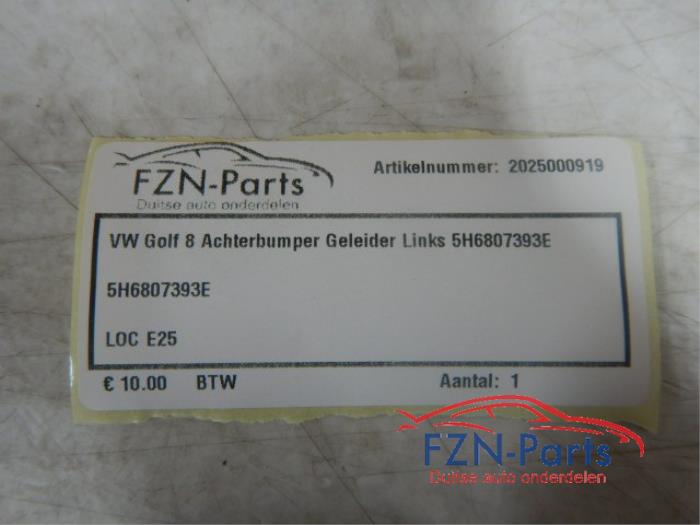 FZN-Parts
Duitse auto onderdelen
Artikelnummer: 2025000919
VW Golf 8 Achterbumper Geleider Links 5H6807393E
5H6807393E
LOC E25
€ 10.00 BTW Aantal: 1
FZN-Parts
Duitse auto onderdelen